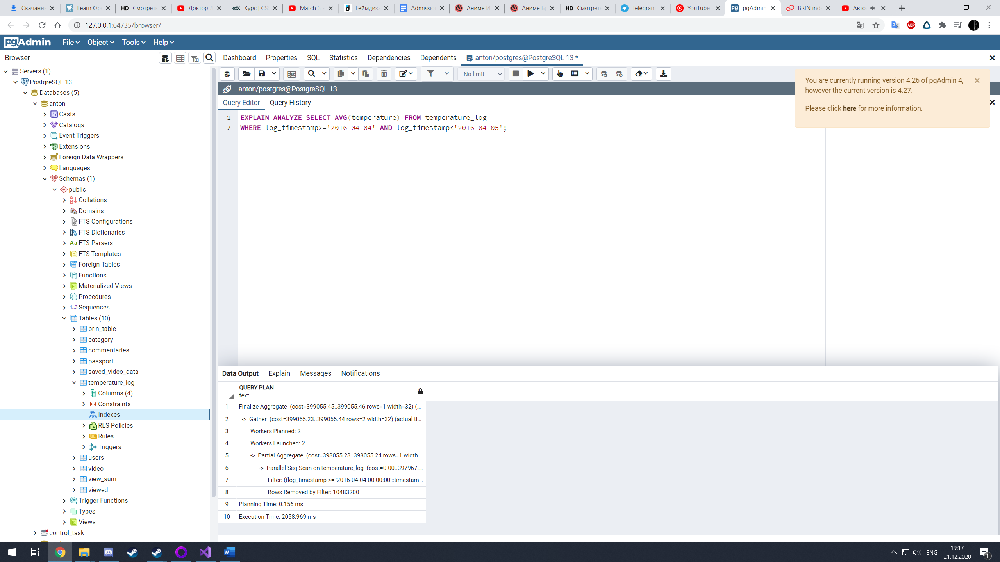 Скачанны
Learn Op
HD Смотреть
Доктор Л
edX Курс | CS
Match 3 -
Геймдиза
Admission
Аниме И
Аниме Бр
HD Смотреть
Telegram
YouTube
pgAdmin
BRIN inde
Авто
127.0.0.1:64735/browser/
ABP
pgAdmin
File
Object
Tools
Help
Browser
Dashboard
Properties
SQL
Statistics
Dependencies
Dependents
anton/postgres@PostgreSQL 13 *
Servers (1)
PostgreSQL 13
Databases (5)
anton
Casts
Catalogs
Event Triggers
Extensions
Foreign Data Wrappers
Languages
Schemas (1)
public
Collations
Domains
FTS Configurations
FTS Dictionaries
Aa FTS Parsers
FTS Templates
Foreign Tables
Functions
Materialized Views
Procedures
1..3 Sequences
Tables (10)
brin_table
category
commentaries
passport
saved_video_data
temperature_log
Columns (4)
Constraints
Indexes
RLS Policies
Rules
Triggers
users
video
view_sum
viewed
Trigger Functions
Types
Views
control_task
No limit
anton/postgres@PostgreSQL 13
You are currently running version 4.26 of pgAdmin 4,
however the current version is 4.27.
Please click here for more information.
Query Editor
Query History
1 EXPLAIN ANALYZE SELECT AVG(temperature) FROM temperature_log
2 WHERE log_timestamp>='2016-04-04' AND log_timestamp<'2016-04-05';
Data Output
Explain
Messages
Notifications
QUERY PLAN
text
1 Finalize Aggregate (cost=399055.45..399055.46 rows=1 width=32) (...
2 -> Gather (cost=399055.23..399055.44 rows=2 width=32) (actual ti...
3 Workers Planned: 2
4 Workers Launched: 2
5 -> Partial Aggregate (cost=398055.23..398055.24 rows=1 width...
6 -> Parallel Seq Scan on temperature_log (cost=0.00..397967....
7 Filter: ((log_timestamp >= '2016-04-04 00:00:00'::timestam...
8 Rows Removed by Filter: 10483200
9 Planning Time: 0.156 ms
10 Execution Time: 2058.969 ms
ENG
19:17
21.12.2020
1